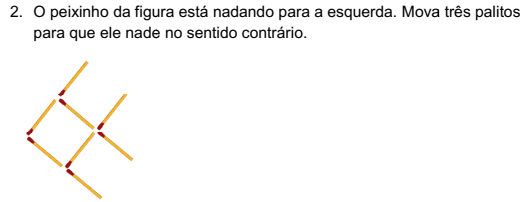 2. O peixinho da figura está nadando para a esquerda. Mova três palitos
para que ele nade no sentido contrário.